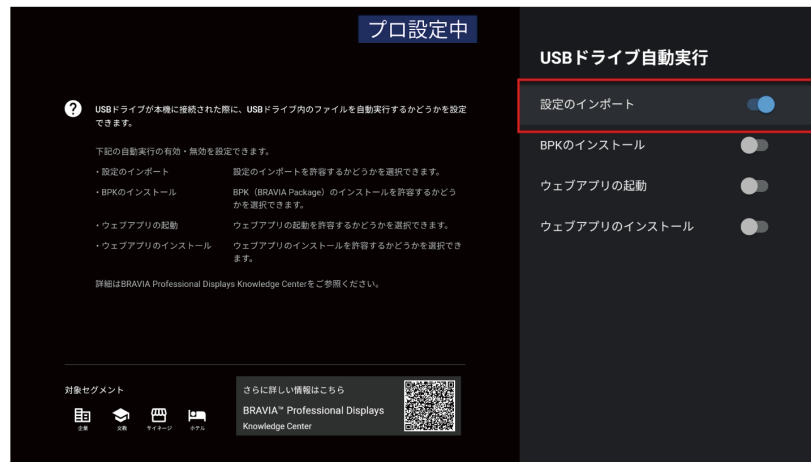 プロ設定中
USBドライブが本機に接続された際に、USBドライブ内のファイルを自動実行するかどうかを設定
できます。
下記の自動実行の有効・無効を設定できます。
・設定のインポート 設定のインポートを許容するかどうかを選択できます。
・BPKのインストール BPK（BRAVIA Package）のインストールを許容するかどう
かを選択できます。
・ウェブアプリの起動 ウェブアプリの起動を許容するかどうかを選択できます。
・ウェブアプリのインストール ウェブアプリのインストールを許容するかどうかを選択でき
ます。
詳細はBRAVIA Professional Displays Knowledge Centerをご参照ください。
対象セグメント
企業 文教 サイネージ ホテル
さらに詳しい情報はこちら
BRAVIA™ Professional Displays
Knowledge Center
USBドライブ自動実行
設定のインポート
BPKのインストール
ウェブアプリの起動
ウェブアプリのインストール